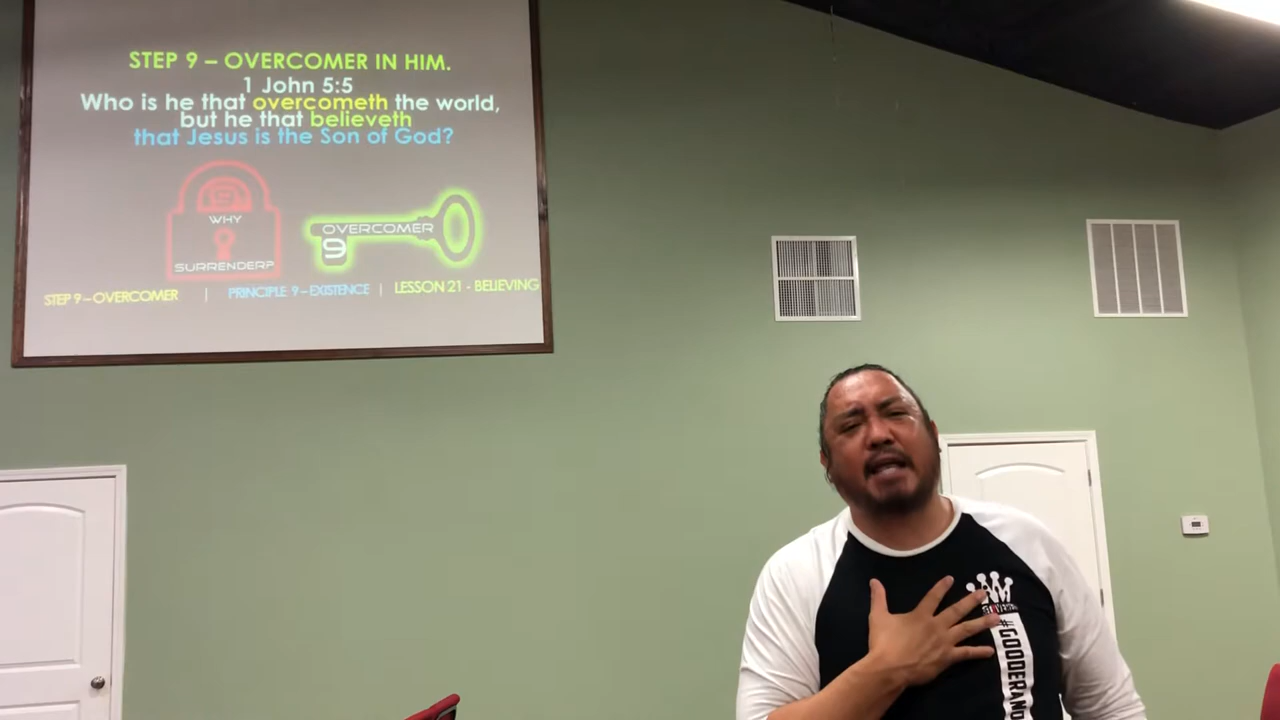 STEP 9 – OVERCOMER IN HIM.
1 John 5:5
Who is he that overcometh the world,
but he that believeth
that Jesus is the Son of God?
9
WHY
SURRENDER?
OVERCOMER
9
STEP 9 – OVERCOMER | PRINCIPLE 9 – EXISTENCE | LESSON 21 - BELIEVING
#GOODERAND